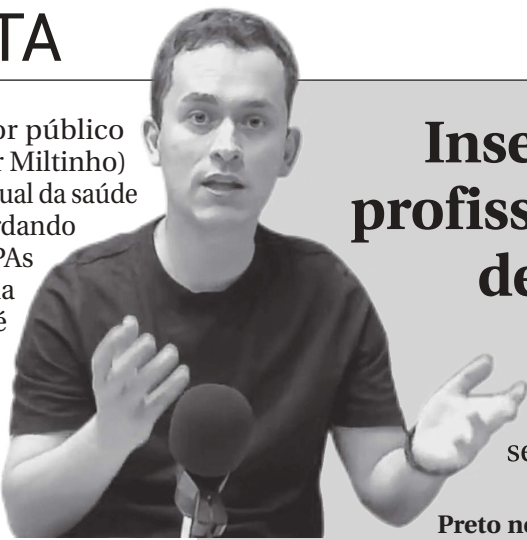 TA
or público
r Miltinho)
ual da saúde
rdando
PAs
a
é
Inse
profiss
de
se
Preto no